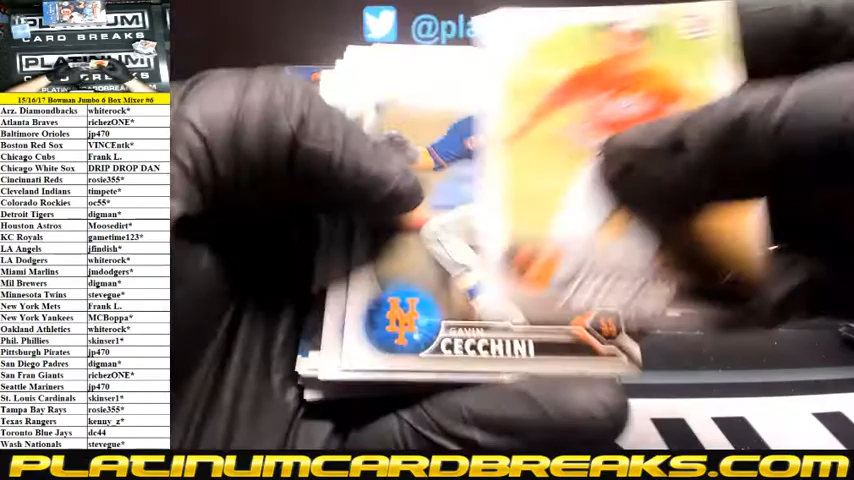 PLATINUM
CARD BREAKS
PLATINUM
CARD BREAKS
@pla
15/16/17 Bowman Jumbo 6 Box Mixer #6
Arz. Diamondbacks whiterock*
Atlanta Braves richezONE*
Baltimore Orioles jp470
Boston Red Sox VINCEntk*
Chicago Cubs Frank L.
Chicago White Sox DRIP DROP DAN
Cincinnati Reds rosie355*
Cleveland Indians timpete*
Colorado Rockies oc55*
Detroit Tigers digman*
Houston Astros Moosedirt*
KC Royals gametime123*
LA Angels jfindish*
LA Dodgers whiterock*
Miami Marlins jmdodgers*
Mil Brewers digman*
Minnesota Twins stevegue*
New York Mets Frank L.
New York Yankees MCBoppa*
Oakland Athletics whiterock*
Phil. Phillies skinser1*
Pittsburgh Pirates jp470
San Diego Padres digman*
San Fran Giants richezONE*
Seattle Mariners jp470
St. Louis Cardinals skinser1*
Tampa Bay Rays rosie355*
Texas Rangers kenny_z*
Toronto Blue Jays dc44
Wash Nationals stevegue*
GAVIN
CECCHINI
PLATINUMCARDBREAKS.COM